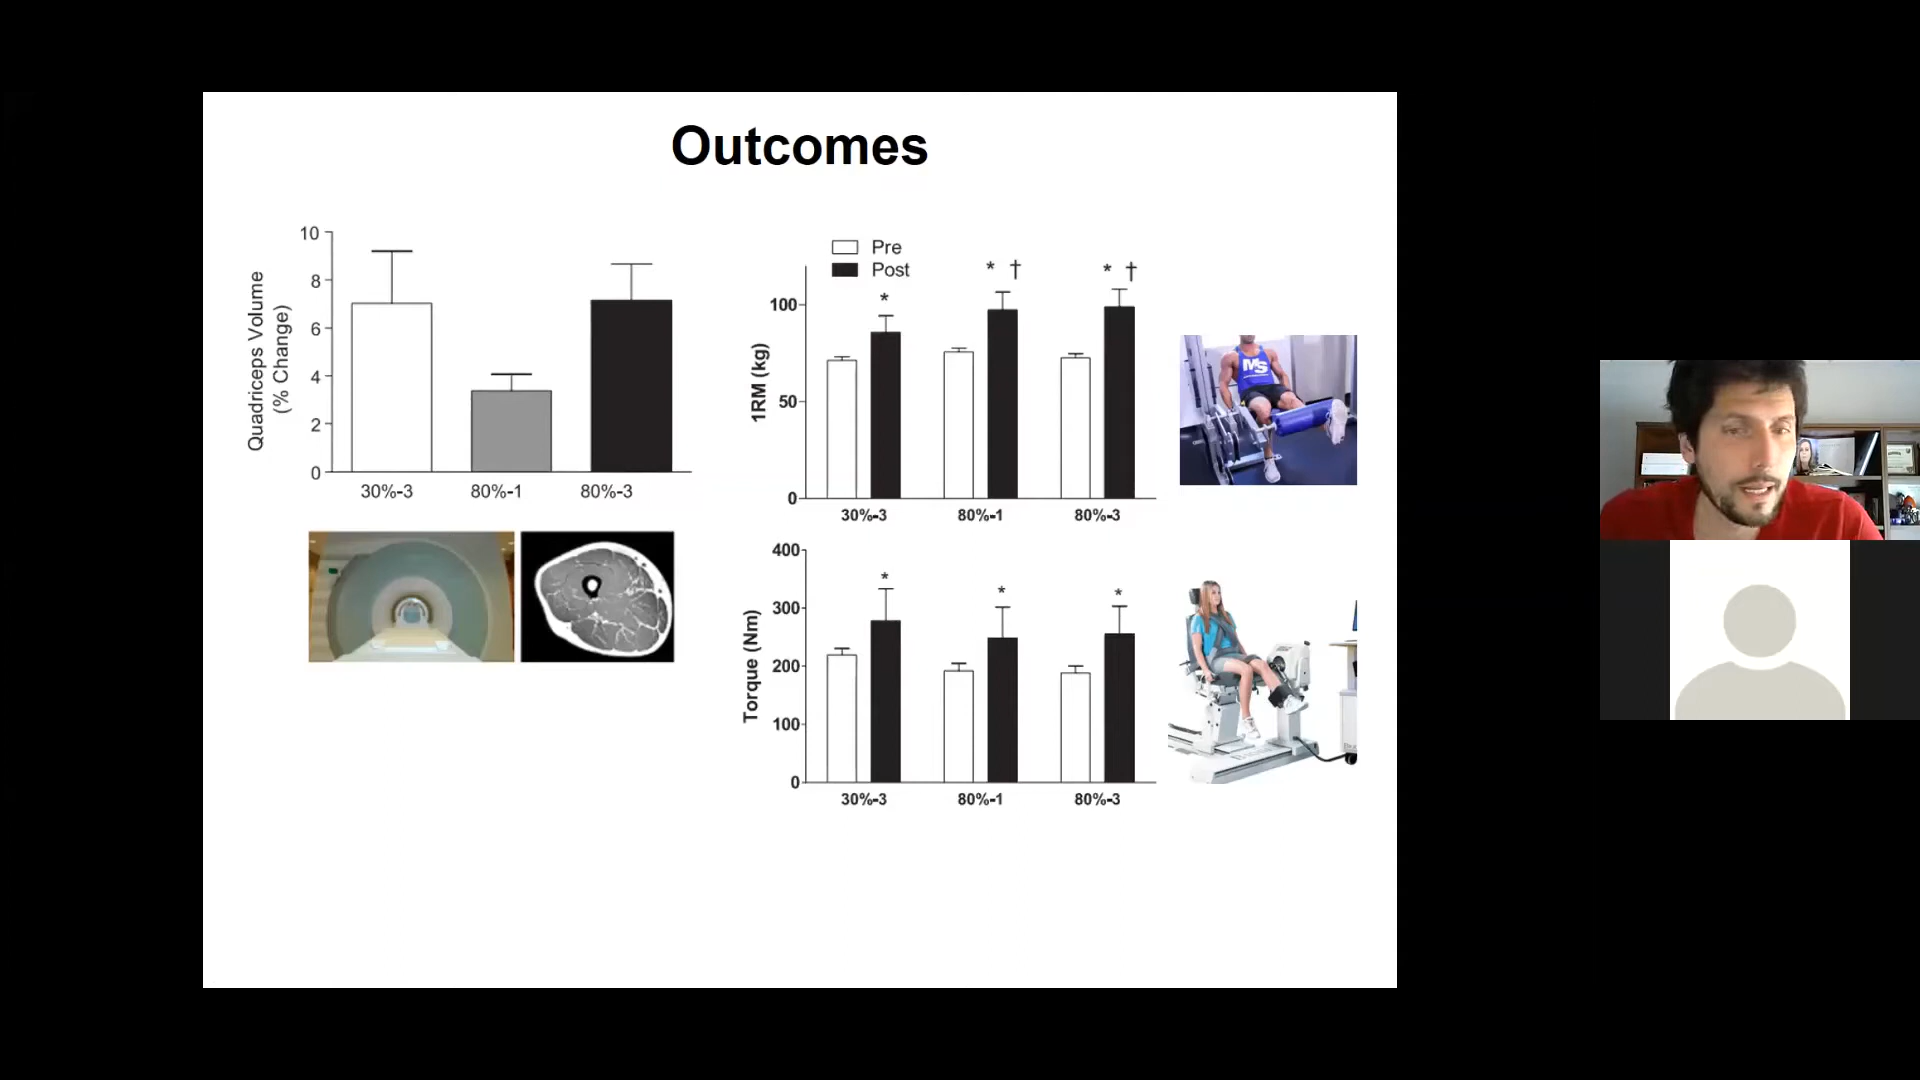 Outcomes
Quadriceps Volume
(% Change)
10
8
6
4
2
0
30%-3
80%-1
80%-3
Pre
Post
* * † * †
1RM (kg)
100
50
0
30%-3
80%-1
80%-3
MS
* * *
Torque (Nm)
400
300
200
100
0
30%-3
80%-1
80%-3